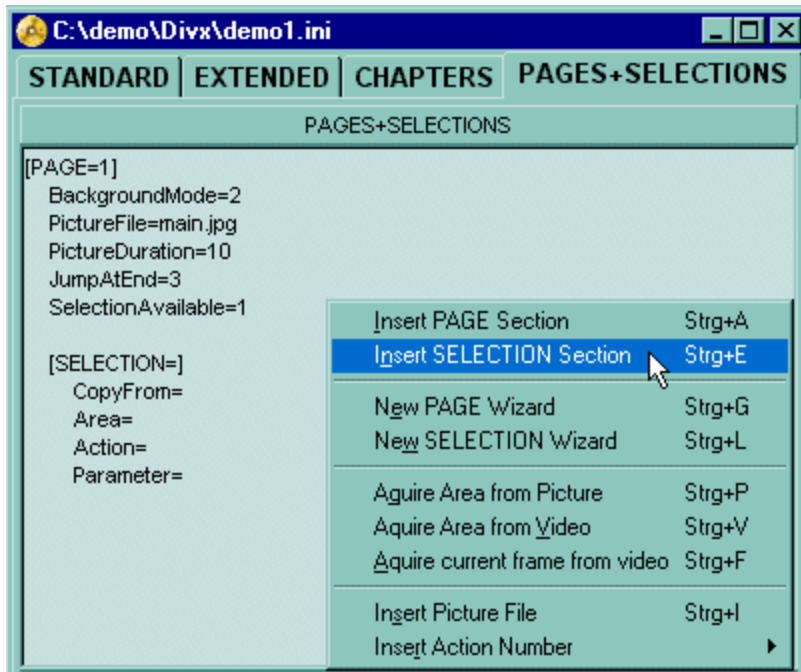 C:\demo\Divx\demo1.ini
STANDARD EXTENDED CHAPTERS PAGES+SELECTIONS
PAGES+SELECTIONS
[PAGE=1]
BackgroundMode=2
PictureFile=main.jpg
PictureDuration=10
JumpAtEnd=3
SelectionAvailable=1
[SELECTION=]
CopyFrom=
Area=
Action=
Parameter=
Insert PAGE Section Strg+A
Insert SELECTION Section Strg+E
New PAGE Wizard Strg+G
New SELECTION Wizard Strg+L
Aquire Area from Picture Strg+P
Aquire Area from Video Strg+V
Aquire current frame from video Strg+F
Insert Picture File Strg+I
Insert Action Number